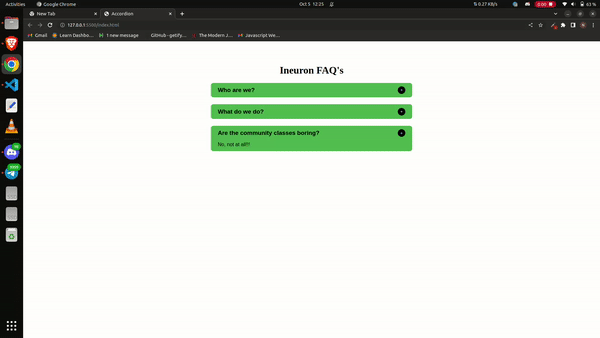 Activities Google Chrome Oct 5 12:25 0.27 KB/s 0:00 63 %
New Tab Accordion
127.0.0.1:5500/index.html
Gmail Learn Dashbo... 1 new message GitHub - getify... The Modern J... Javascript We...
Ineuron FAQ's
Who are we?
What do we do?
Are the community classes boring?
No, not at all!!!